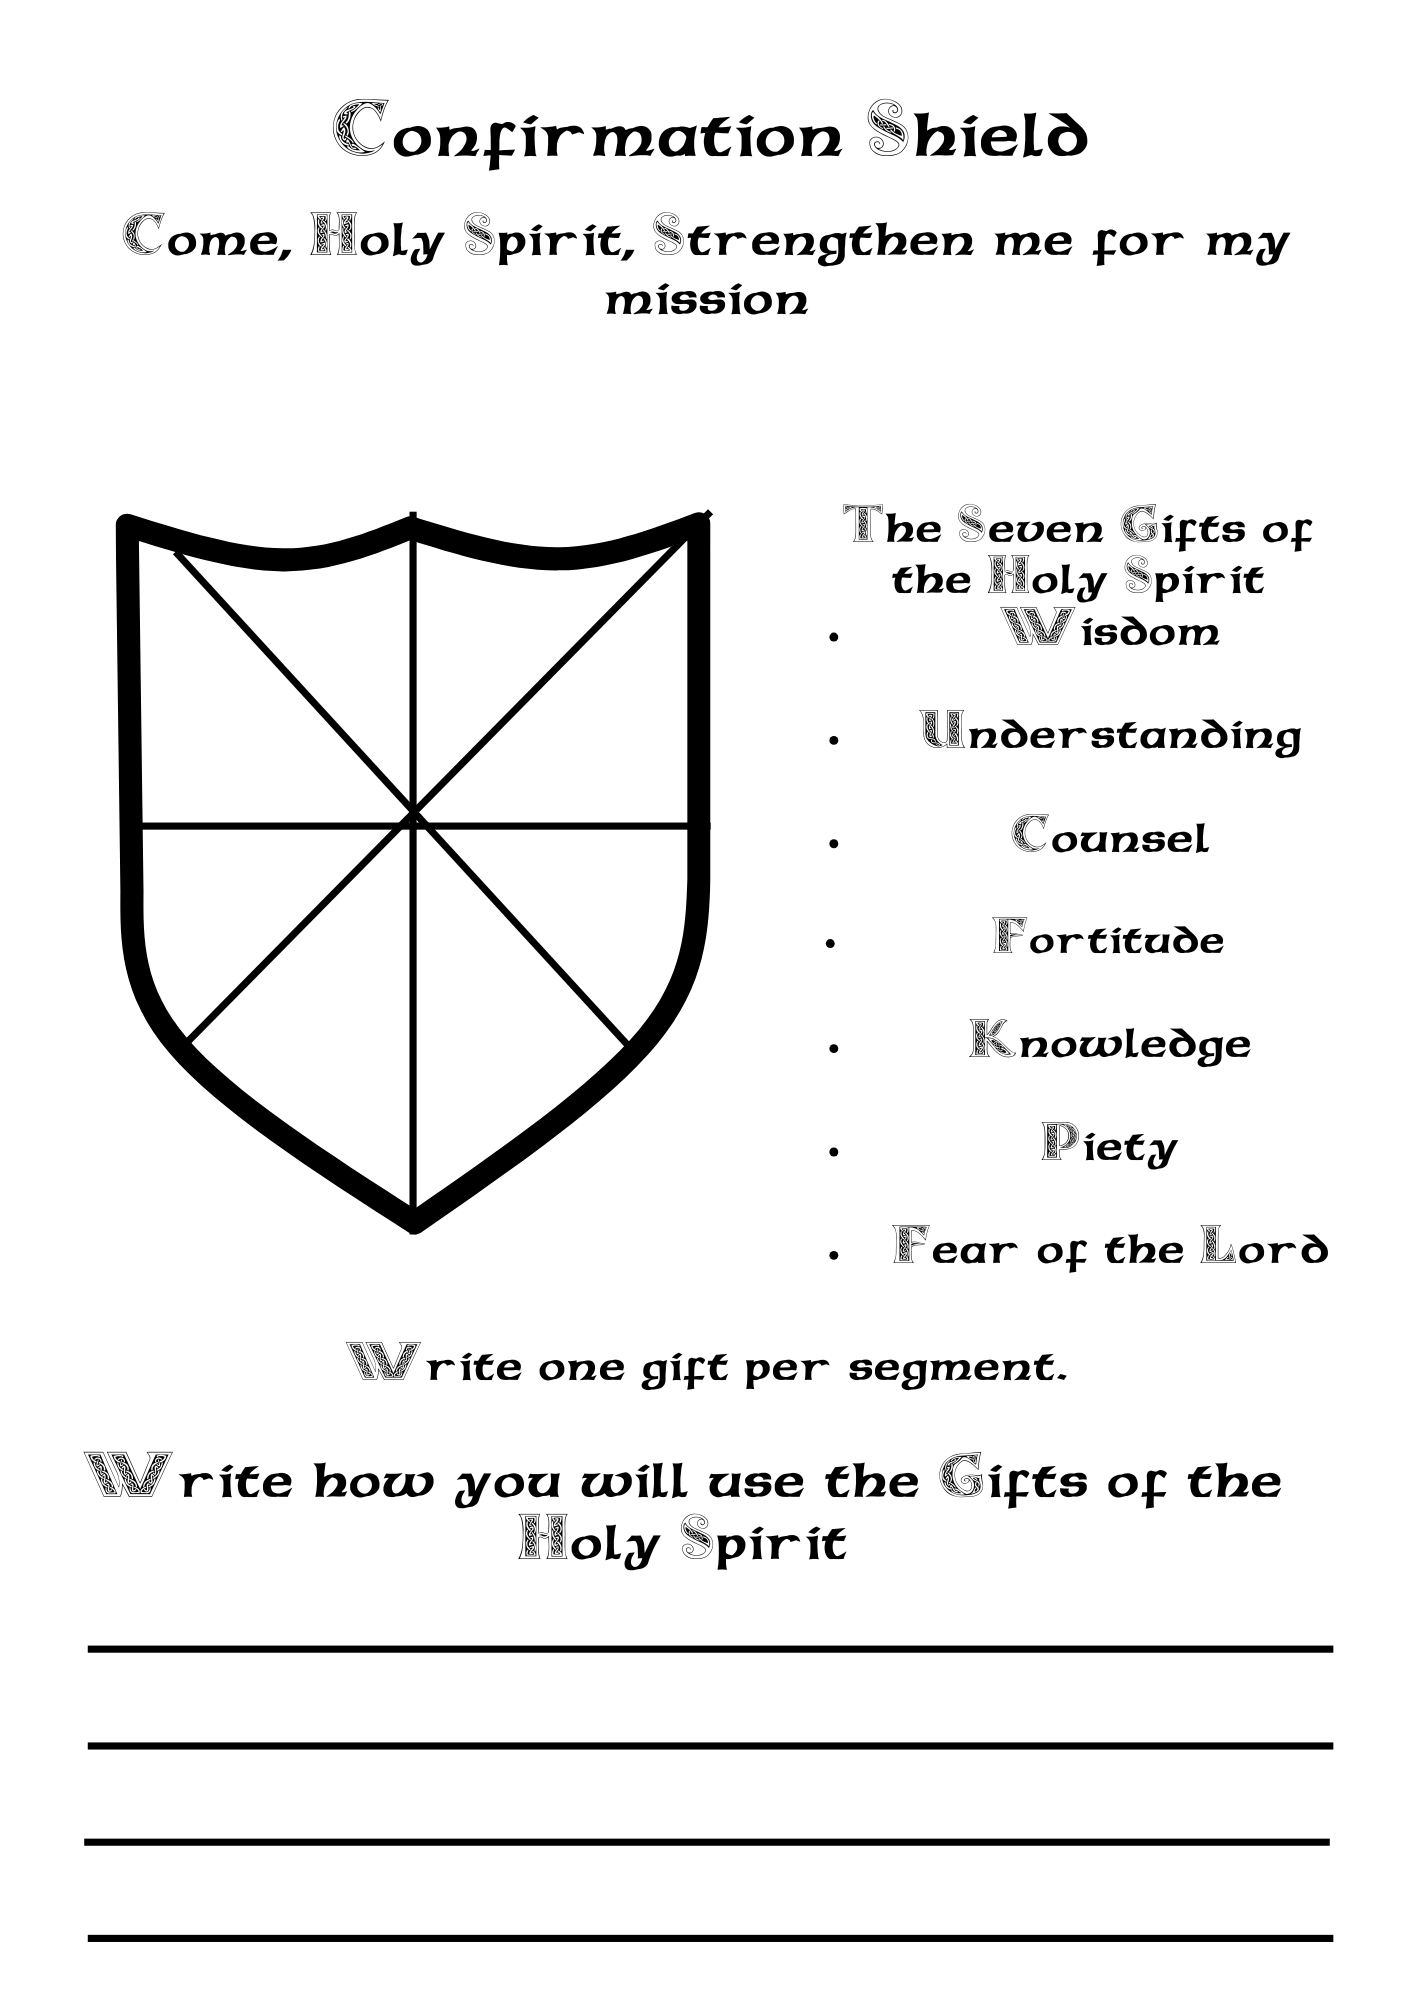 Confirmation Shield
Come, Holy Spirit, Strengthen me for my
mission
The Seven Gifts of
the Holy Spirit
• Wisdom
• Understanding
• Counsel
• Fortitude
• Knowledge
• Piety
• Fear of the Lord
Write one gift per segment.
Write how you will use the Gifts of the
Holy Spirit